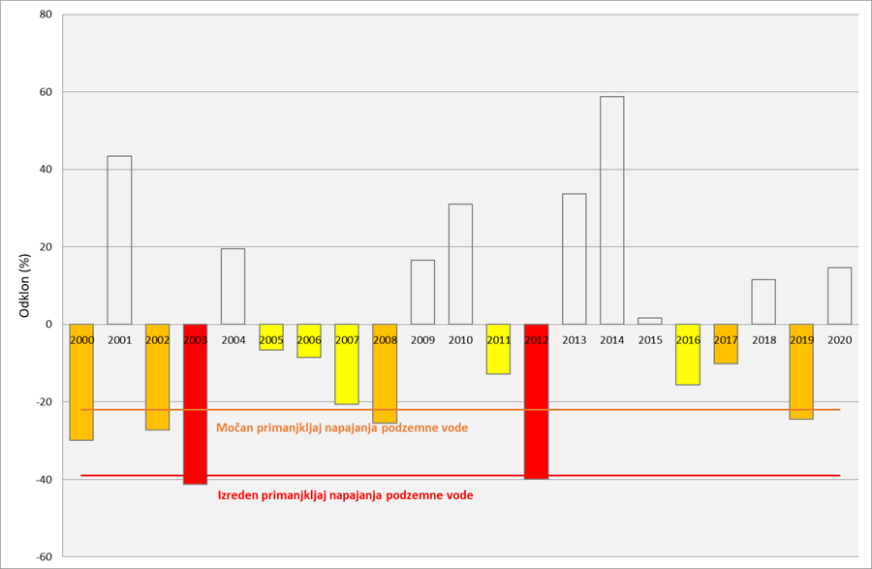 80
60
40
20
0
-20
-40
-60
Odklon (%)
2000 2001 2002 2003 2004 2005 2006 2007 2008 2009 2010 2011 2012 2013 2014 2015 2016 2017 2018 2019 2020
Močan primanjkljaj napajanja podzemne vode
Izreden primanjkljaj napajanja podzemne vode